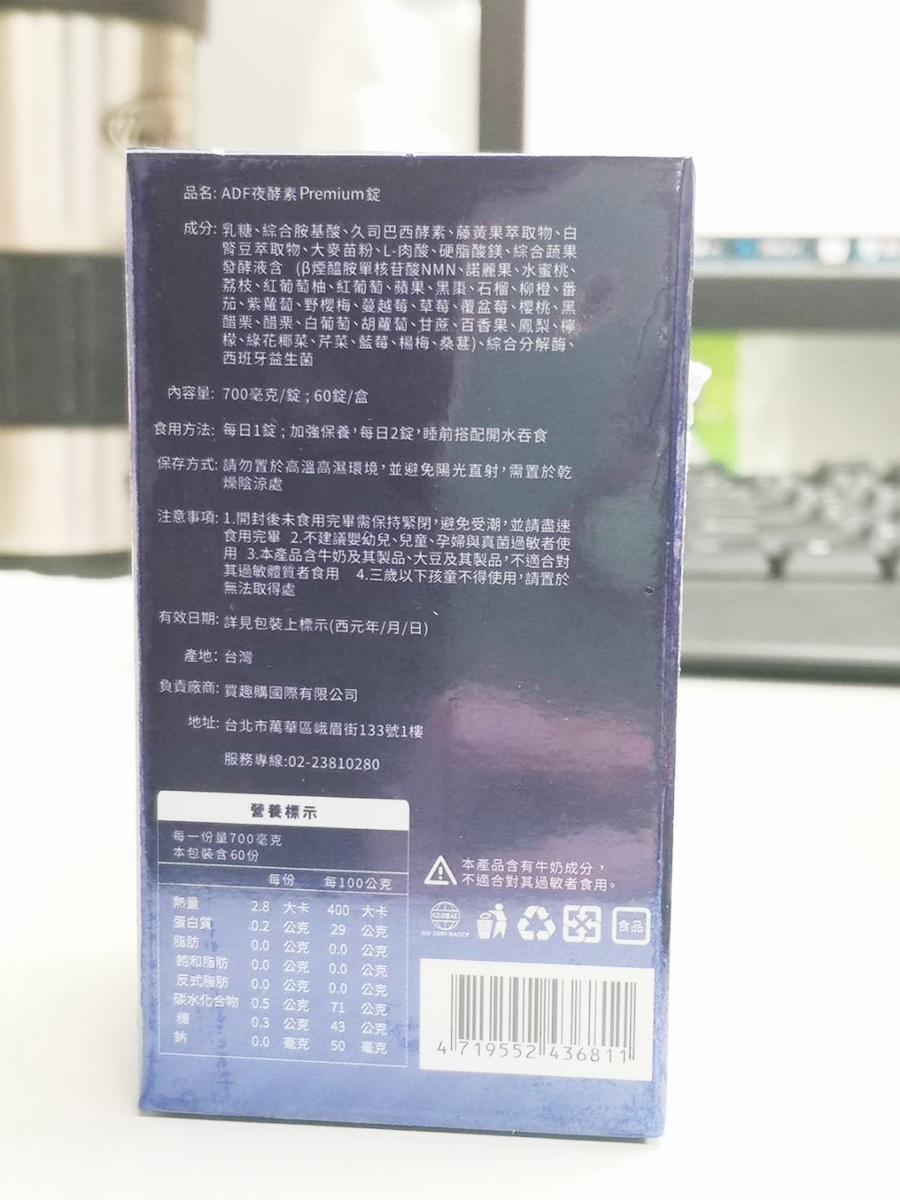 品名: ADF夜酵素Premium錠
成分: 乳糖、綜合胺基酸、久司巴西酵素、藤黃果萃取物、白
腎豆萃取物、大麥苗粉、L-肉酸、硬脂酸鎂、綜合蔬果
發酵液含 (β煙醯胺單核苷酸NMN、諾麗果、水蜜桃、
荔枝、紅葡萄柚、紅葡萄、蘋果、黑棗、石榴、柳橙、番
茄、紫蘿蔔、野櫻梅、蔓越莓、草莓、覆盆莓、櫻桃、黑
醋栗、醋栗、白葡萄、胡蘿蔔、甘蔗、百香果、鳳梨、檸
檬、綠花椰菜、芹菜、藍莓、楊梅、桑葚)、綜合分解酶、
西班牙益生菌
內容量: 700毫克/錠 ; 60錠/盒
食用方法: 每日1錠 ; 加強保養,每日2錠,睡前搭配開水吞食
保存方式: 請勿置於高溫高濕環境,並避免陽光直射,需置於乾
燥陰涼處
注意事項: 1.開封後未食用完畢需保持緊閉,避免受潮,並請盡速
食用完畢 2.不建議嬰幼兒、兒童、孕婦與真菌過敏者使
用 3.本產品含牛奶及其製品、大豆及其製品,不適合對
其過敏體質者食用 4.三歲以下孩童不得使用,請置於
無法取得處
有效日期: 詳見包裝上標示(西元年/月/日)
產地: 台灣
負責廠商: 買趣購國際有限公司
地址: 台北市萬華區峨眉街133號1樓
服務專線:02-23810280
營養標示
每一份量700毫克
本包裝含60份
每份 每100公克
熱量 2.8 大卡 400 大卡
蛋白質 0.2 公克 29 公克
脂肪 0.0 公克 0.0 公克
飽和脂肪 0.0 公克 0.0 公克
反式脂肪 0.0 公克 0.0 公克
碳水化合物 0.5 公克 71 公克
糖 0.3 公克 43 公克
鈉 0.0 毫克 50 毫克
本產品含有牛奶成分,
不適合對其過敏者食用。
GLOBAL
ISO 22000 HACCP
食品
4 719552 436811